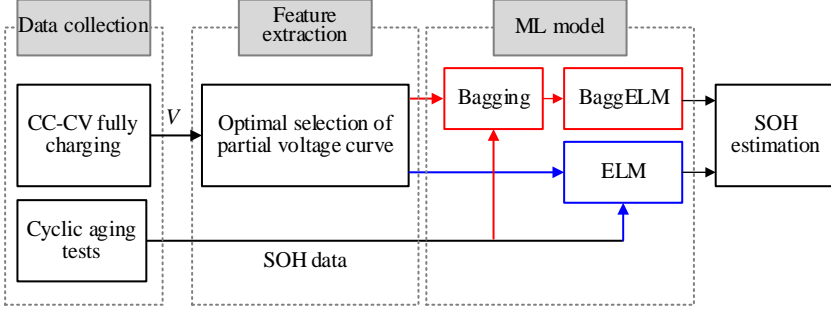 Data collection
Feature
extraction
ML model
CC-CV fully
charging
V
Optimal selection of
partial voltage curve
Bagging
BaggELM
ELM
SOH
estimation
Cyclic aging
tests
SOH data